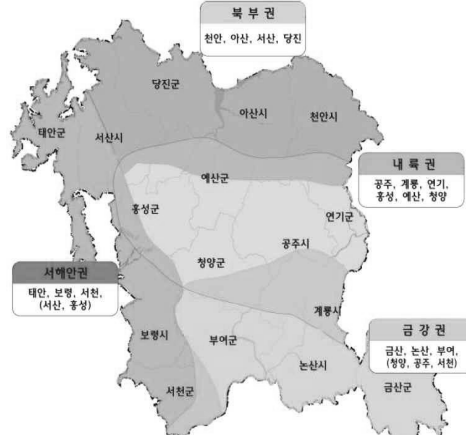 북부권
천안, 아산, 서산, 당진
당진군
아산시
천안시
태안군
서산시
내륙권
공주, 계룡, 연기,
홍성, 예산, 청양
예산군
홍성군
연기군
공주시
청양군
서해안권
태안, 보령, 서천,
(서산, 홍성)
계룡시
보령시
부여군
논산시
금강권
금산, 논산, 부여,
(청양, 공주, 서천)
서천군
금산군